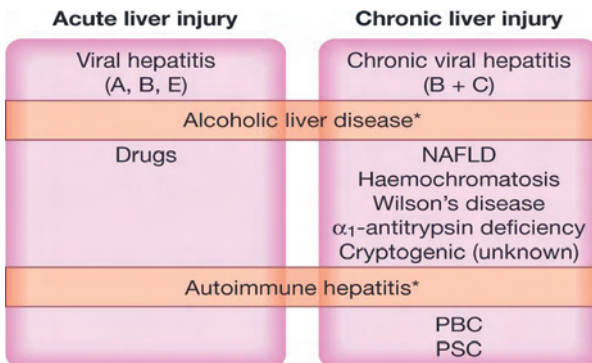 Acute liver injury
Chronic liver injury
Viral hepatitis
(A, B, E)
Chronic viral hepatitis
(B + C)
Alcoholic liver disease*
Drugs
NAFLD
Haemochromatosis
Wilson's disease
α₁-antitrypsin deficiency
Cryptogenic (unknown)
Autoimmune hepatitis*
PBC
PSC